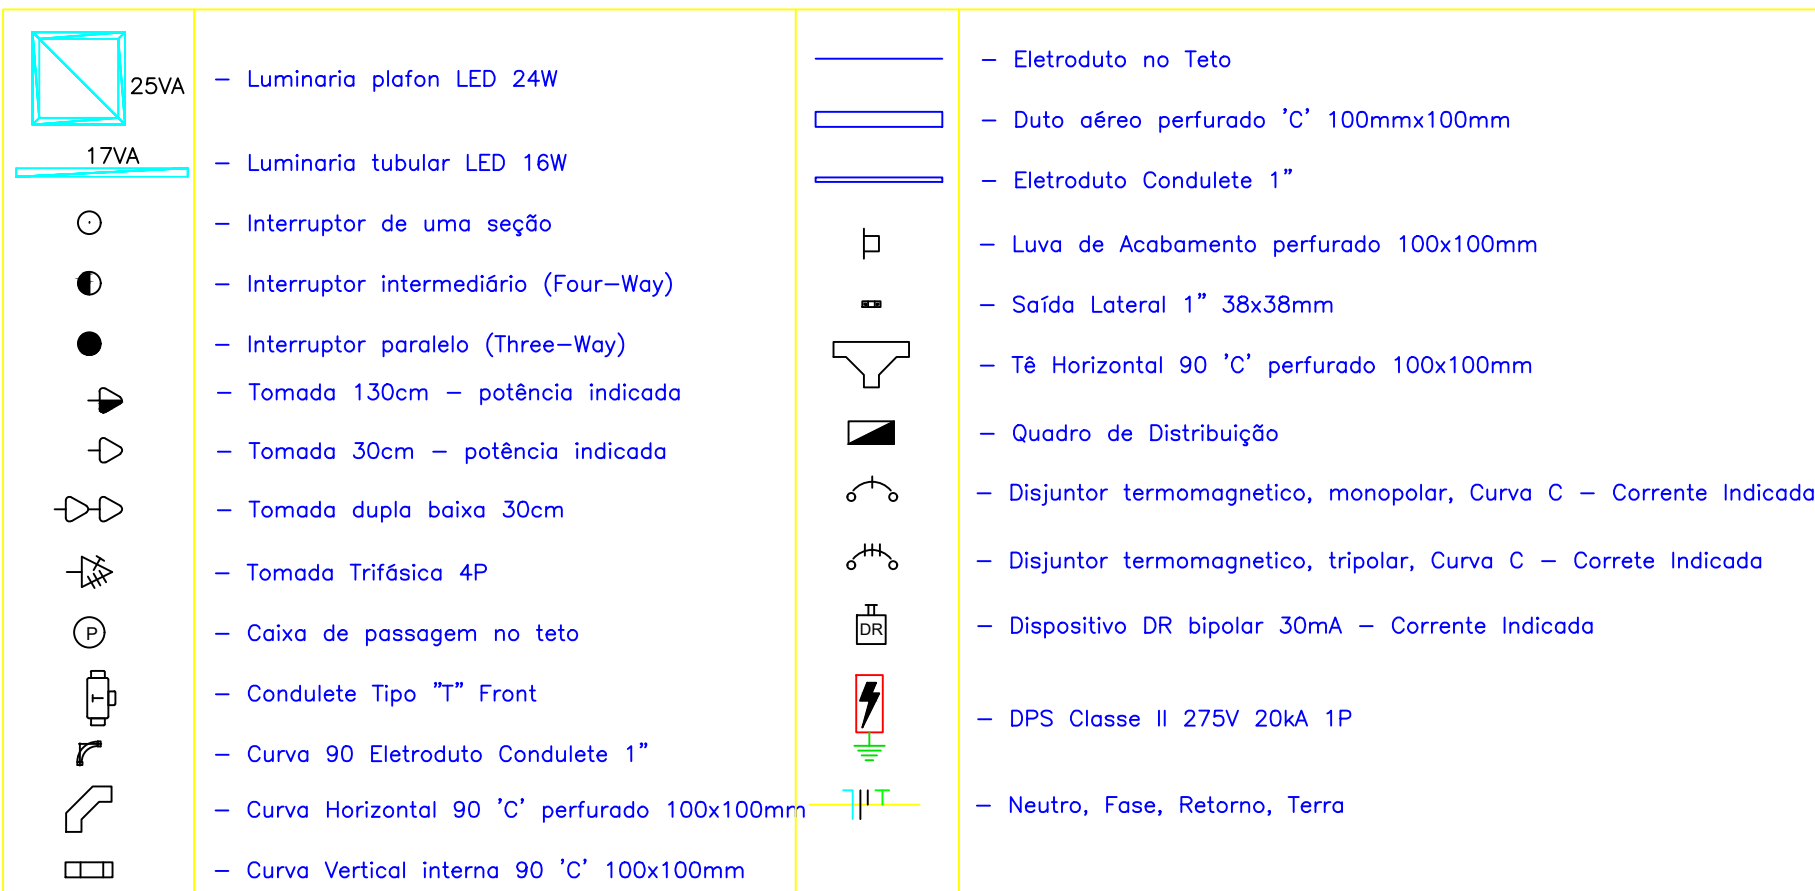 25VA
– Luminaria plafon LED 24W
17VA
– Luminaria tubular LED 16W
– Interruptor de uma seção
– Interruptor intermediário (Four–Way)
– Interruptor paralelo (Three–Way)
– Tomada 130cm – potência indicada
– Tomada 30cm – potência indicada
– Tomada dupla baixa 30cm
– Tomada Trifásica 4P
P
– Caixa de passagem no teto
T
– Condulete Tipo "T" Front
– Curva 90 Eletroduto Condulete 1"
– Curva Horizontal 90 'C' perfurado 100x100mm
– Curva Vertical interna 90 'C' 100x100mm
– Eletroduto no Teto
– Duto aéreo perfurado 'C' 100mmx100mm
– Eletroduto Condulete 1"
– Luva de Acabamento perfurado 100x100mm
– Saída Lateral 1" 38x38mm
– Tê Horizontal 90 'C' perfurado 100x100mm
– Quadro de Distribuição
– Disjuntor termomagnetico, monopolar, Curva C – Corrente Indicada
– Disjuntor termomagnetico, tripolar, Curva C – Correte Indicada
DR
– Dispositivo DR bipolar 30mA – Corrente Indicada
– DPS Classe II 275V 20kA 1P
– Neutro, Fase, Retorno, Terra